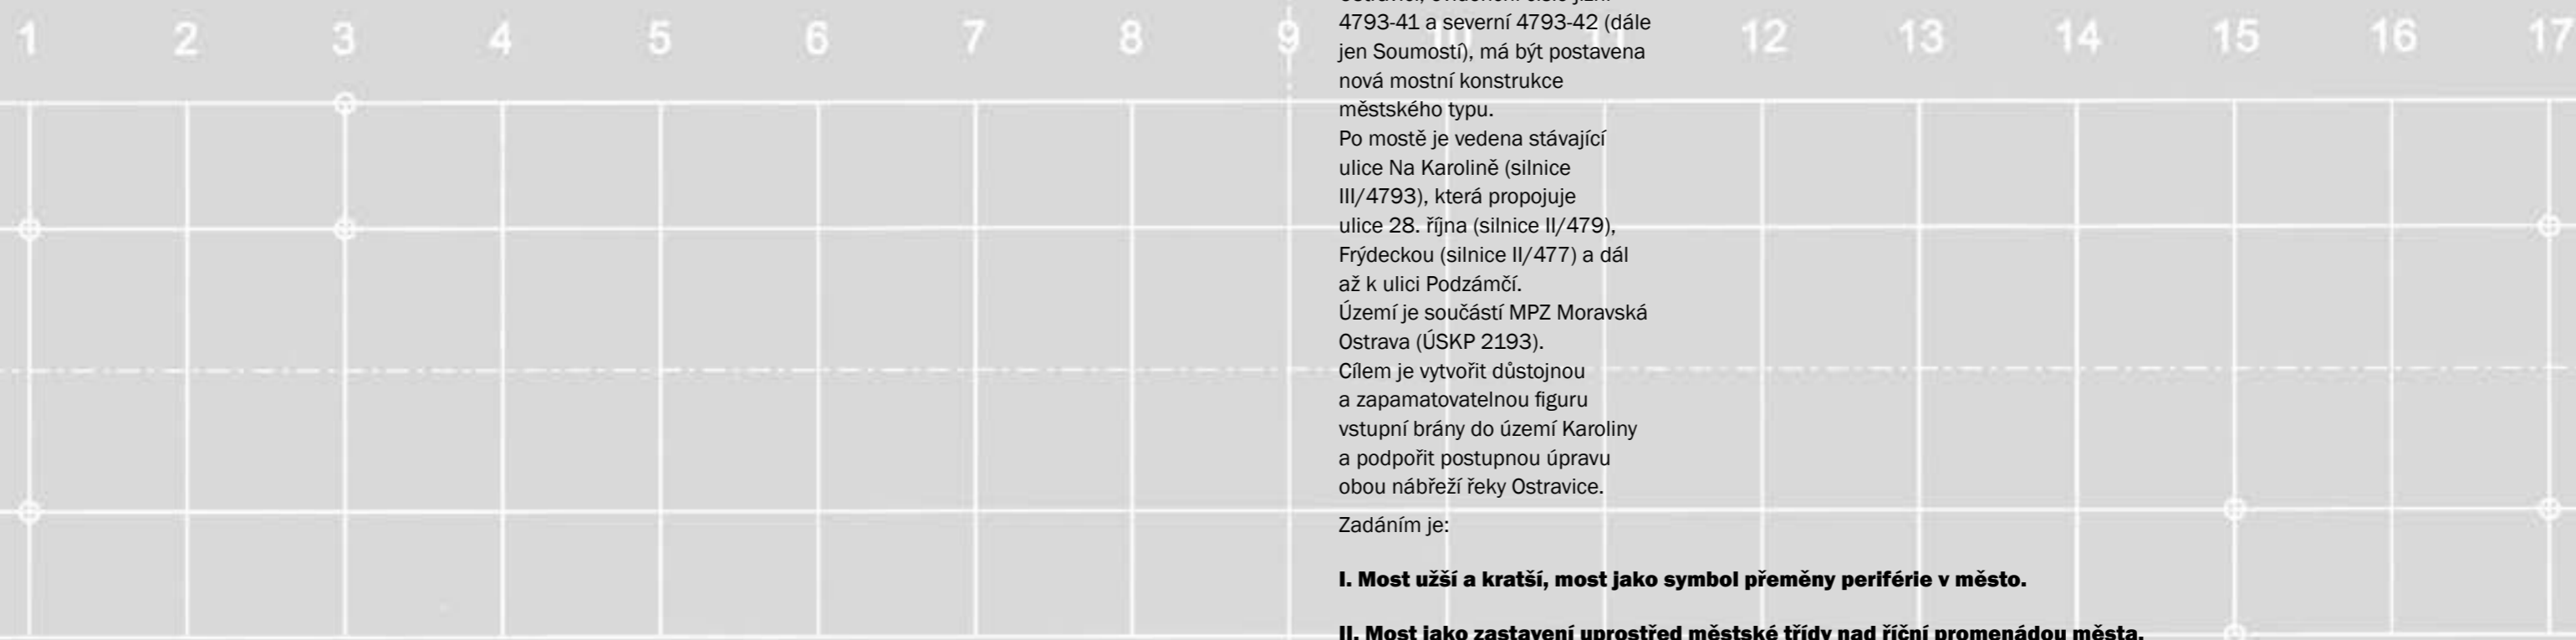 1 2 3 4 5 6 7 8 9 10 11 12 13 14 15 16 17
4793-41 a severní 4793-42 (dále
jen Soumostí), má být postavena
nová mostní konstrukce
městského typu.
Po mostě je vedena stávající
ulice Na Karolině (silnice
III/4793), která propojuje
ulice 28. října (silnice II/479),
Frýdeckou (silnice II/477) a dál
až k ulici Podzámčí.
Území je součástí MPZ Moravská
Ostrava (ÚSKP 2193).
Cílem je vytvořit důstojnou
a zapamatovatelnou figuru
vstupní brány do území Karoliny
a podpořit postupnou úpravu
obou nábřeží řeky Ostravice.
Zadáním je:
I. Most užší a kratší, most jako symbol přeměny periférie v město.
II. Most jako zastavení uprostřed městské třídy nad říční promenádou města.